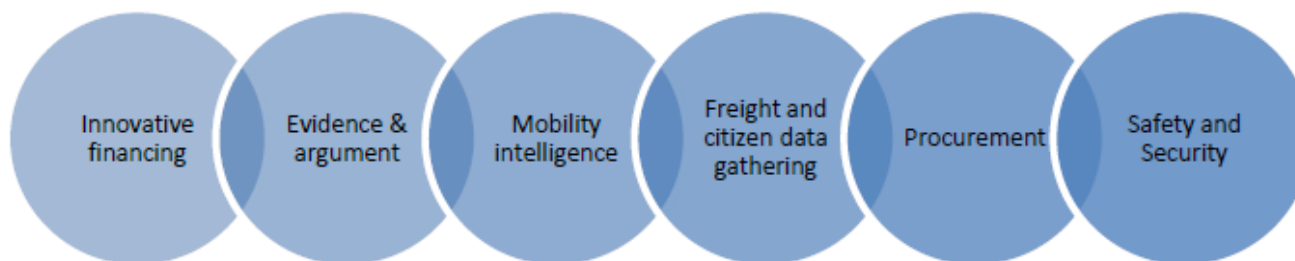 Innovative
financing
Evidence &
argument
Mobility
intelligence
Freight and
citizen data
gathering
Procurement
Safety and
Security